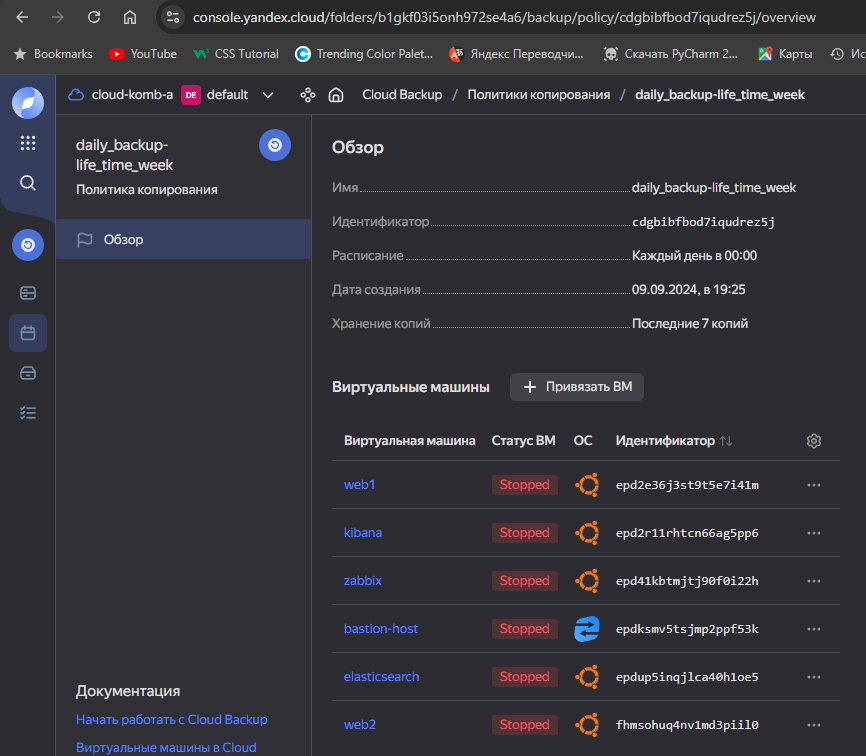 console.yandex.cloud/folders/b1gkf03i5onh972se4a6/backup/policy/cdgbibfbod7iqudrez5j/overview
Bookmarks YouTube CSS Tutorial Trending Color Palet... Яндекс Переводчи... Скачать PyCharm 2... Карты Ис
cloud-komb-a DE default Cloud Backup / Политики копирования / daily_backup-life_time_week
daily_backup-
life_time_week
Политика копирования
Обзор
Обзор
Имя daily_backup-life_time_week
Идентификатор cdgbibfbod7iqudrez5j
Расписание Каждый день в 00:00
Дата создания 09.09.2024, в 19:25
Хранение копий Последние 7 копий
Виртуальные машины + Привязать ВМ
Виртуальная машина Статус ВМ ОС Идентификатор
web1 Stopped epd2e36j3st9t5e7i41m
kibana Stopped epd2r11rhtcn66ag5pp6
zabbix Stopped epd41kbtmjtj90f0i22h
bastion-host Stopped epdksmv5tsjmp2ppf53k
elasticsearch Stopped epdup5inqjlca40h1oe5
web2 Stopped fhmsohuq4nv1md3piil0
Документация
Начать работать с Cloud Backup
Виртуальные машины в Cloud